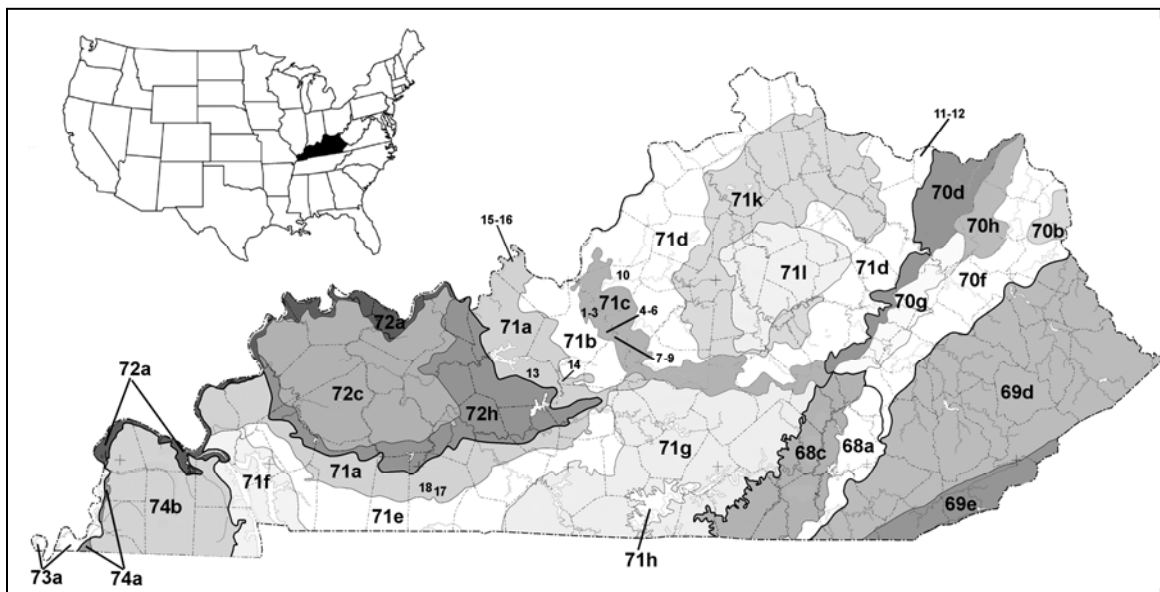 11-12
70d
71k
70h
70b
15-16
71d
10
71l
71d
70f
72a
71a
71c
1-3
4-6
70g
71b
7-9
72a
13
14
72c
72h
69d
71g
68c
68a
71a
71f
18 17
74b
71e
69e
71h
73a
74a